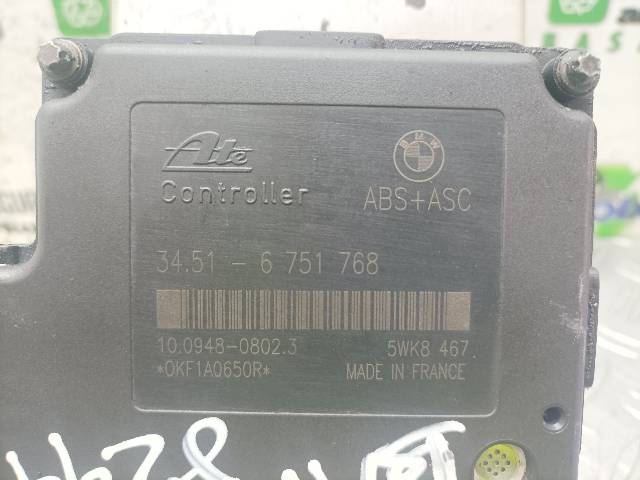 Ate
BMW
Controller
ABS+ASC
34.51 - 6 751 768
10.0948-0802.3
5WK8 467.
*OKF1A0650R*
MADE IN FRANCE